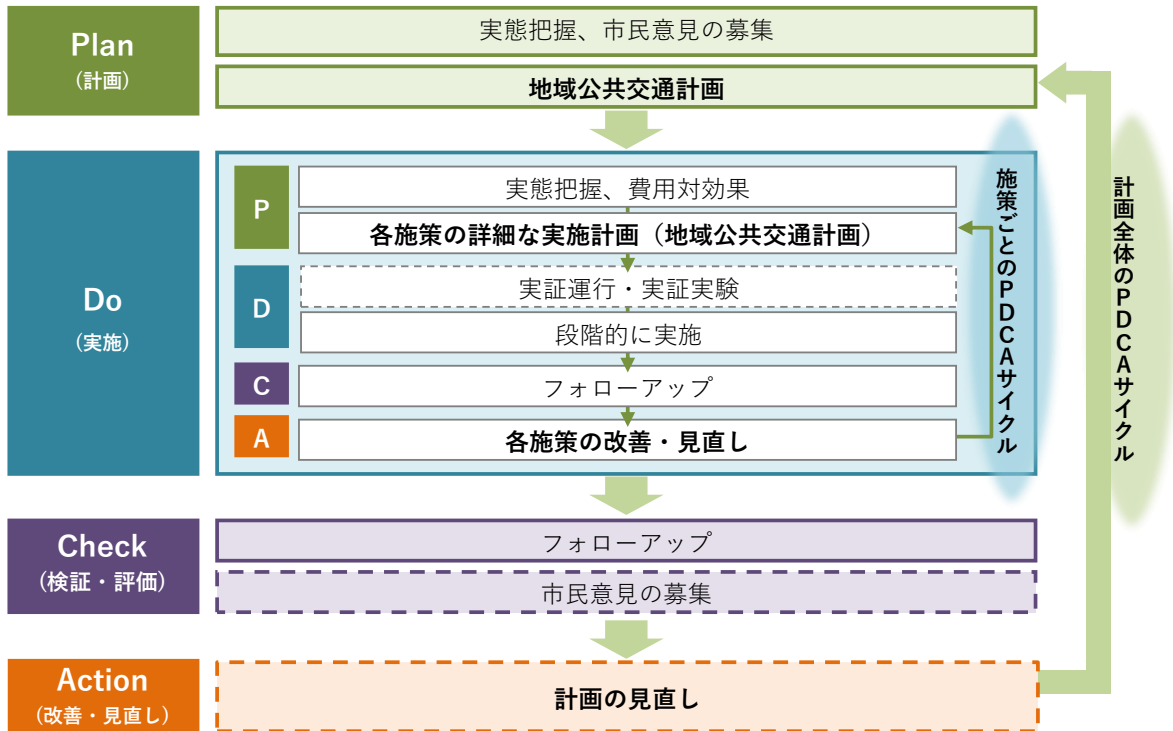 Plan
(計画)
実態把握、市民意見の募集
地域公共交通計画
Do
(実施)
P
実態把握、費用対効果
各施策の詳細な実施計画（地域公共交通計画）
D
実証運行・実証実験
段階的に実施
C
フォローアップ
A
各施策の改善・見直し
施策ごとのPDCAサイクル
計画全体のPDCAサイクル
Check
(検証・評価)
フォローアップ
市民意見の募集
Action
(改善・見直し)
計画の見直し